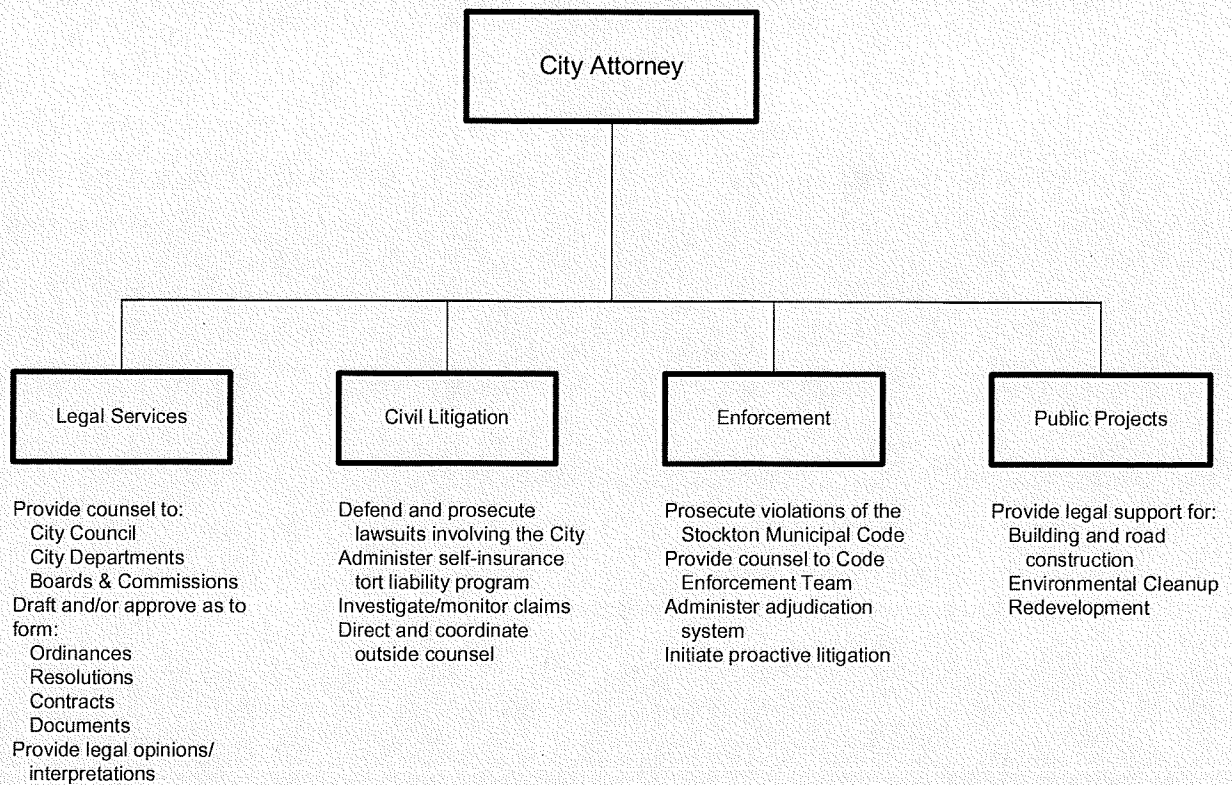 City Attorney
Legal Services
Civil Litigation
Enforcement
Public Projects
Provide counsel to:
City Council
City Departments
Boards & Commissions
Draft and/or approve as to
form:
Ordinances
Resolutions
Contracts
Documents
Provide legal opinions/
interpretations
Defend and prosecute
lawsuits involving the City
Administer self-insurance
tort liability program
Investigate/monitor claims
Direct and coordinate
outside counsel
Prosecute violations of the
Stockton Municipal Code
Provide counsel to Code
Enforcement Team
Administer adjudication
system
Initiate proactive litigation
Provide legal support for:
Building and road
construction
Environmental Cleanup
Redevelopment